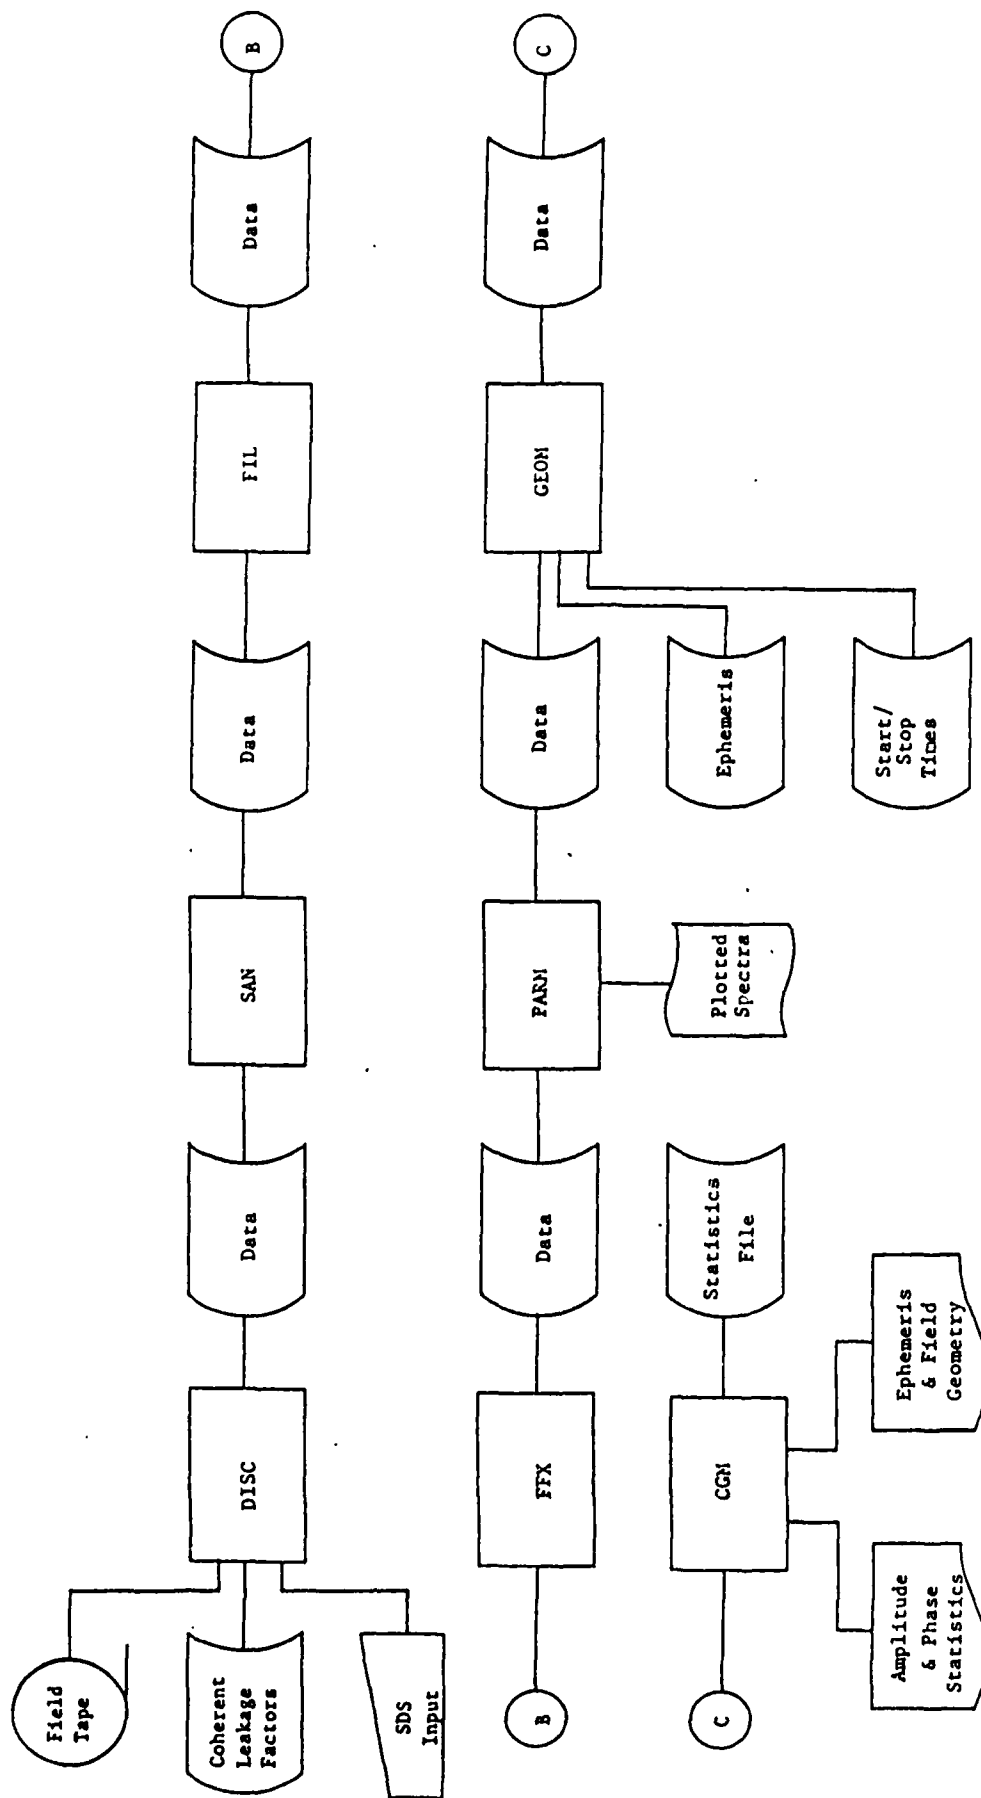 Field
Tape
Coherent
Leakage
Factors
SDS
Input
DISC
Data
SAN
Data
FIL
Data
B
B
FFX
Data
PARM
Plotted
Spectra
Data
Ephemeris
Start/
Stop
Times
GEOM
Data
C
C
CGM
Statistics
File
Amplitude
& Phase
Statistics
Ephemeris
& Field
Geometry